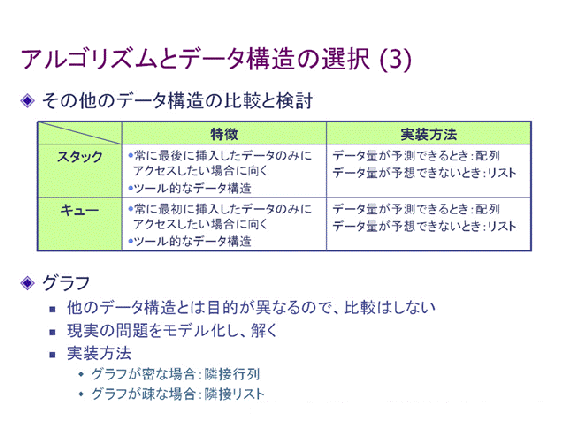 アルゴリズムとデータ構造の選択 (3)
その他のデータ構造の比較と検討
特徴 実装方法
スタック
•常に最後に挿入したデータのみに
アクセスしたい場合に向く
•ツール的なデータ構造
データ量が予測できるとき:配列
データ量が予想できないとき:リスト
キュー
•常に最初に挿入したデータのみに
アクセスしたい場合に向く
•ツール的なデータ構造
データ量が予測できるとき:配列
データ量が予想できないとき:リスト
グラフ
他のデータ構造とは目的が異なるので、比較はしない
現実の問題をモデル化し、解く
実装方法
グラフが密な場合:隣接行列
グラフが疎な場合:隣接リスト